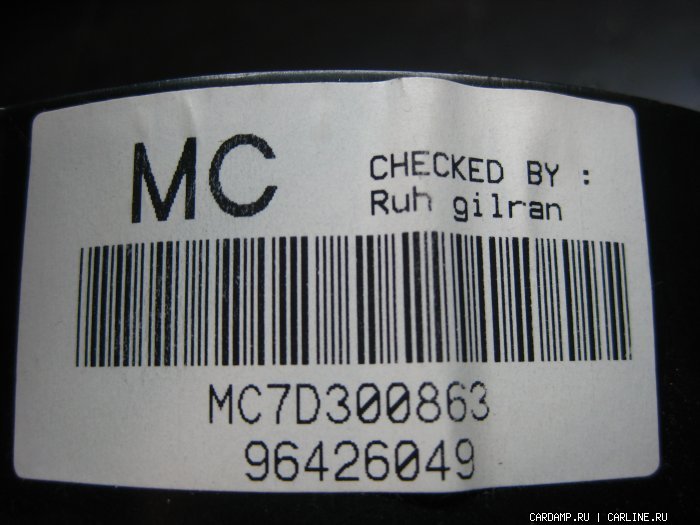 MC
CHECKED BY :
Ruh gilran
MC7D300863
96426049
CARDAMP.RU | CARLINE.RU